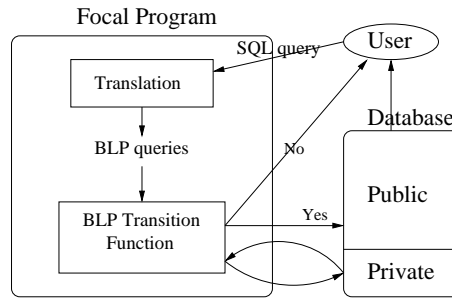 Focal Program
User
SQL query
Translation
Database
BLP queries
No
Public
BLP Transition
Function
Yes
Private